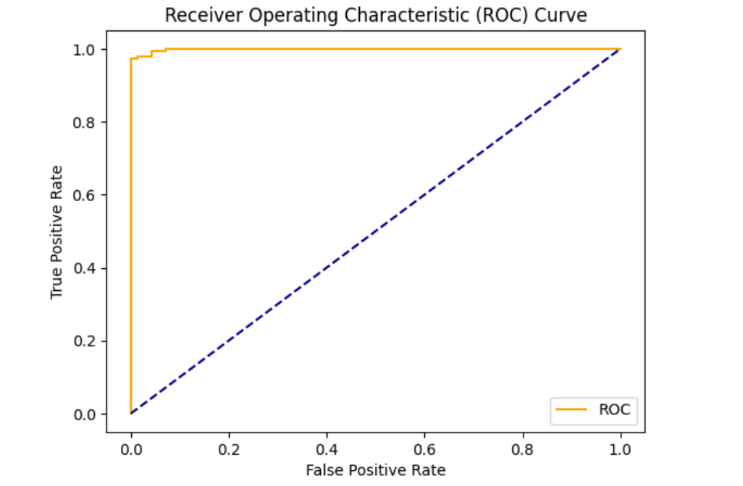 Receiver Operating Characteristic (ROC) Curve
1.0
0.8
0.6
0.4
0.2
0.0
True Positive Rate
ROC
0.0 0.2 0.4 0.6 0.8 1.0
False Positive Rate